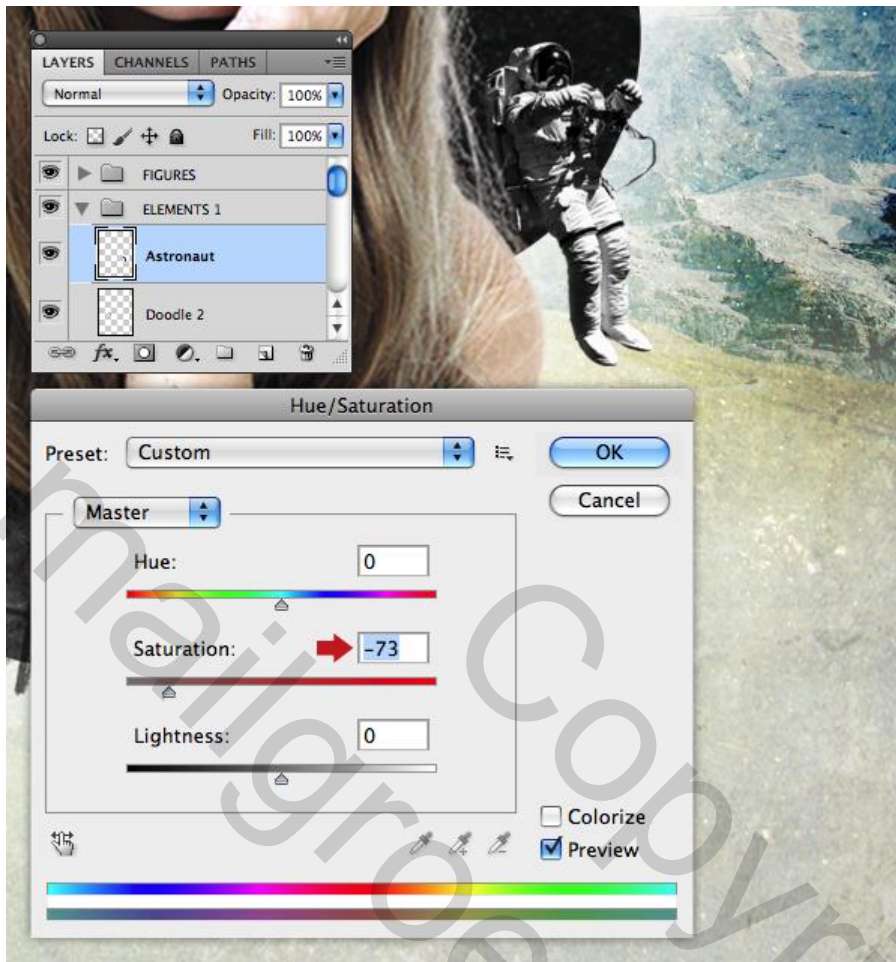 LAYERS CHANNELS PATHS
Normal Opacity: 100%
Lock: Fill: 100%
FIGURES
ELEMENTS 1
Astronaut
Doodle 2
fx.
Hue/Saturation
Preset: Custom OK
Master Cancel
Hue: 0
Saturation: -73
Lightness: 0
Colorize
Preview